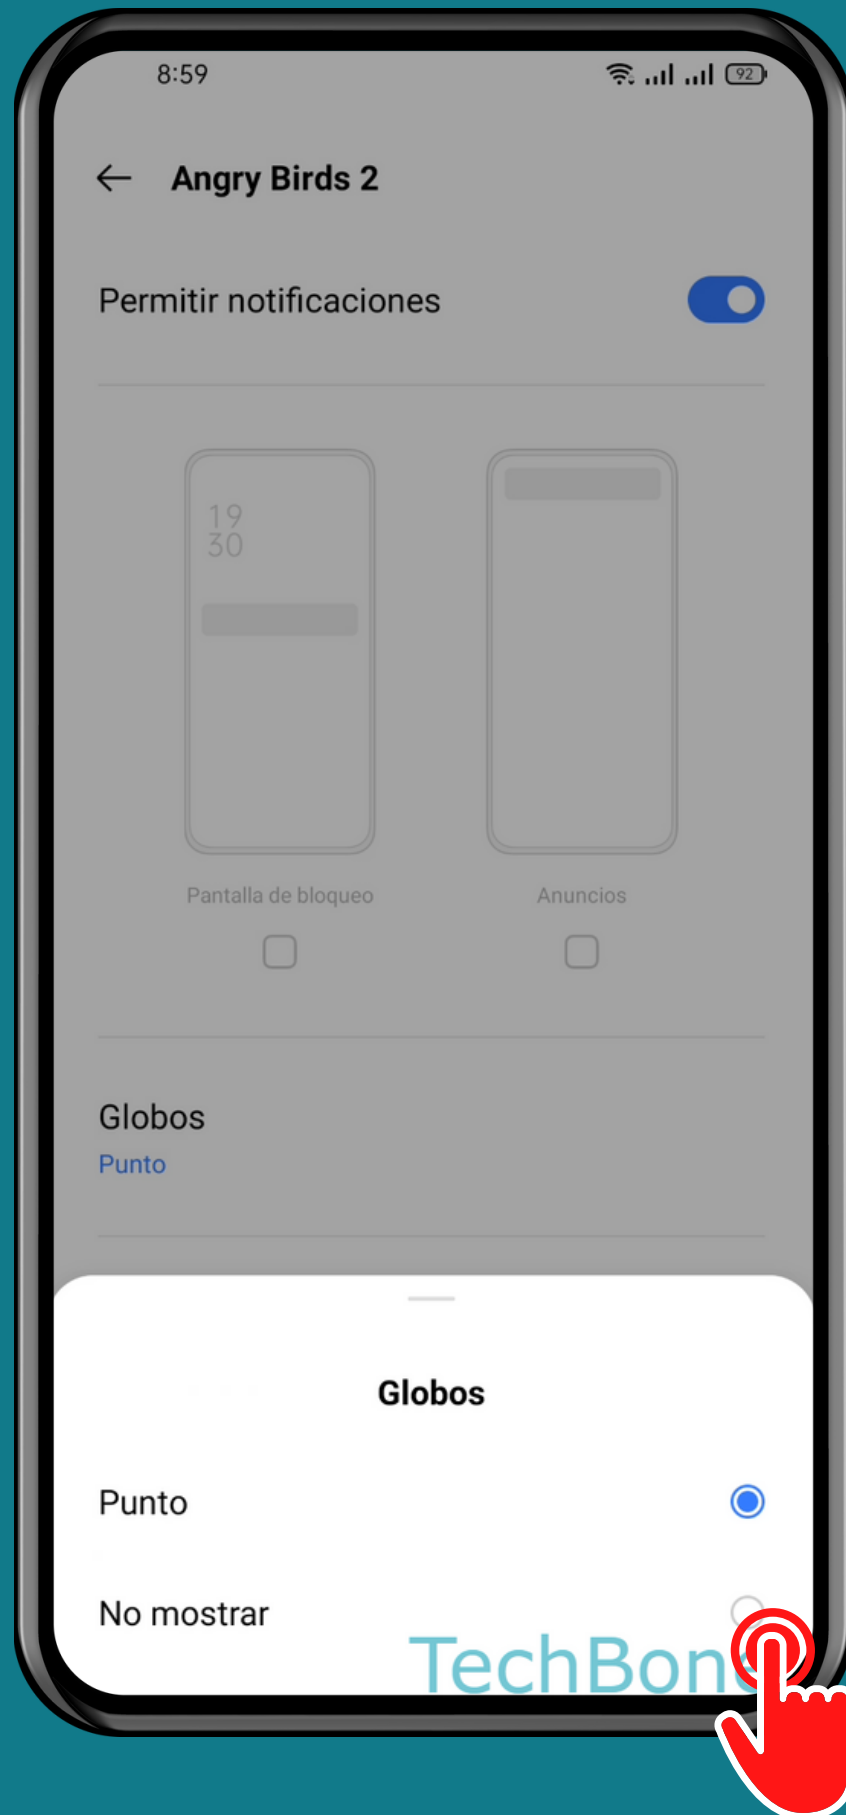 8:59
92
Angry Birds 2
Permitir notificaciones
19
30
Pantalla de bloqueo
Anuncios
Globos
Punto
Globos
Punto
No mostrar
TechBone